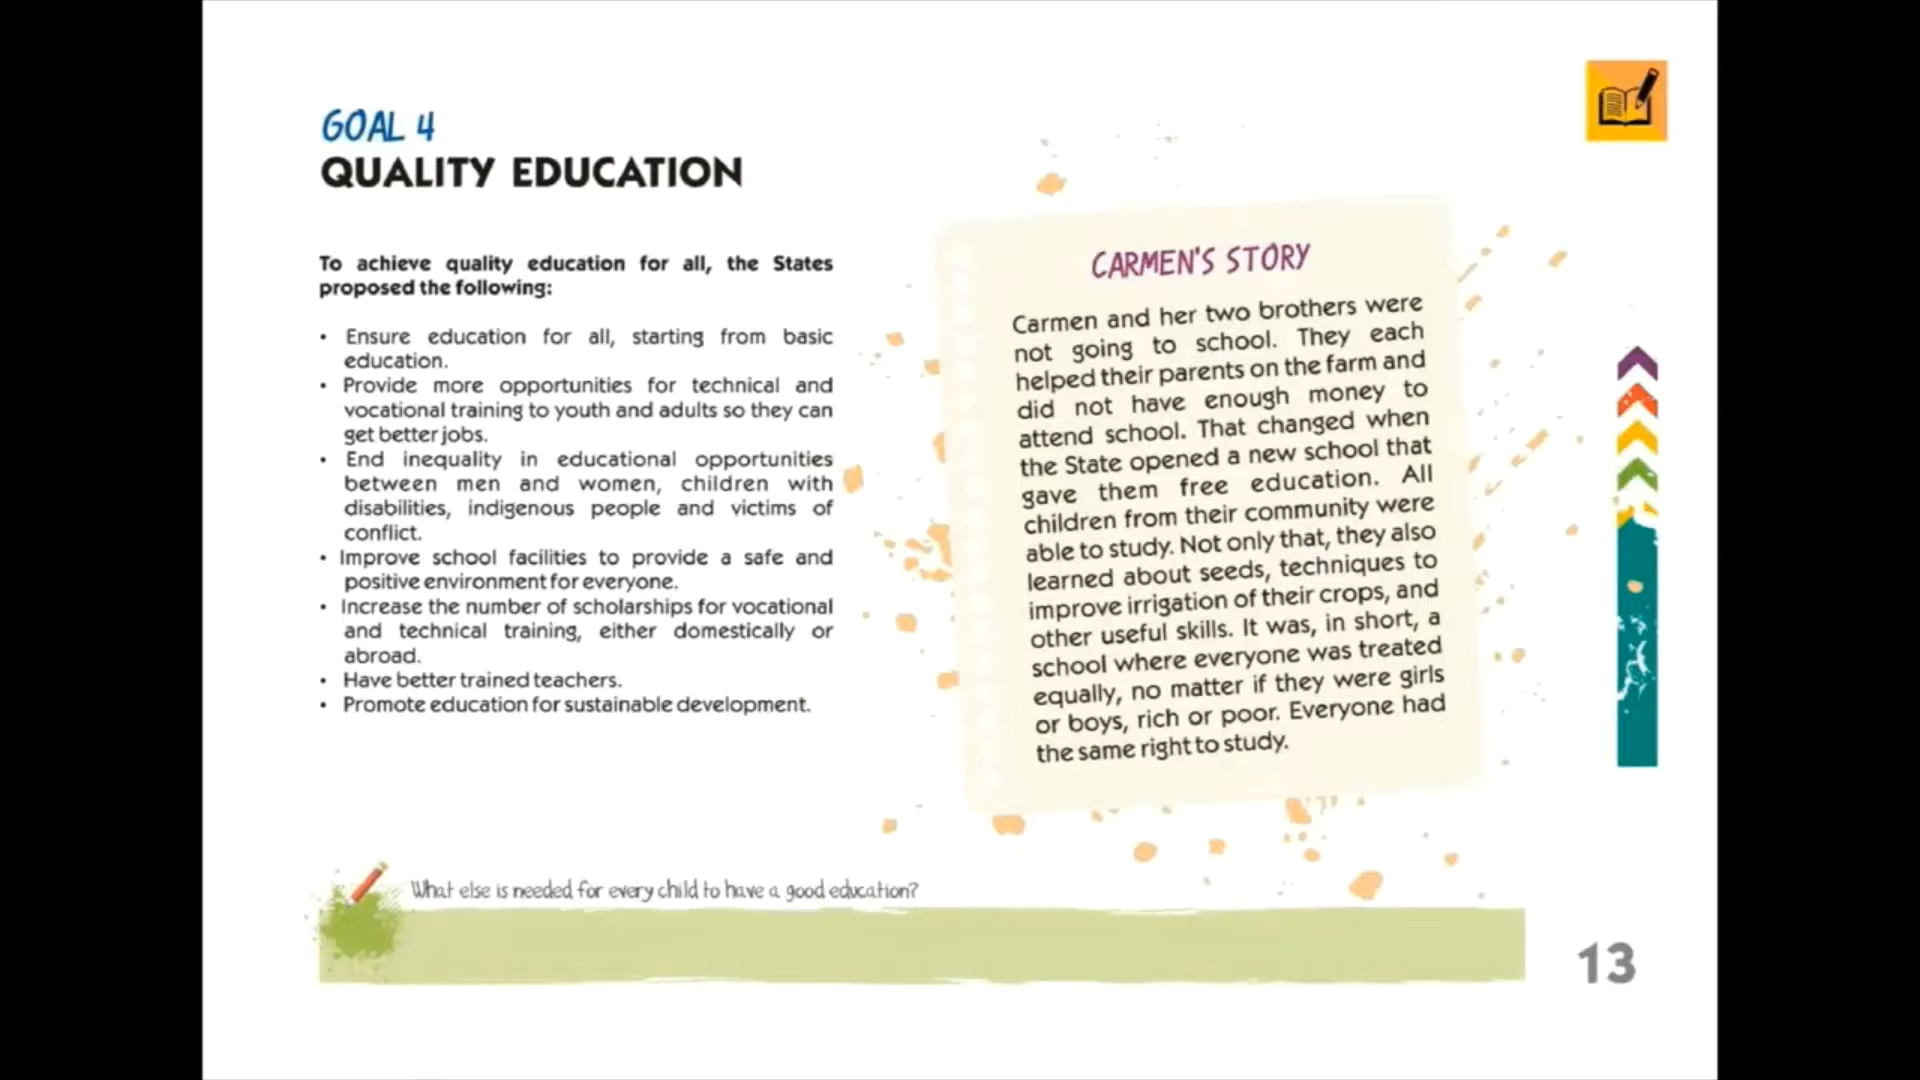 GOAL 4
QUALITY EDUCATION
To achieve quality education for all, the States
proposed the following:
• Ensure education for all, starting from basic
education.
• Provide more opportunities for technical and
vocational training to youth and adults so they can
get better jobs.
• End inequality in educational opportunities
between men and women, children with
disabilities, indigenous people and victims of
conflict.
• Improve school facilities to provide a safe and
positive environment for everyone.
• Increase the number of scholarships for vocational
and technical training, either domestically or
abroad.
• Have better trained teachers.
• Promote education for sustainable development.
CARMEN'S STORY
Carmen and her two brothers were
not going to school. They each
helped their parents on the farm and
did not have enough money to
attend school. That changed when
the State opened a new school that
gave them free education. All
children from their community were
able to study. Not only that, they also
learned about seeds, techniques to
improve irrigation of their crops, and
other useful skills. It was, in short, a
school where everyone was treated
equally, no matter if they were girls
or boys, rich or poor. Everyone had
the same right to study.
What else is needed for every child to have a good education?
13